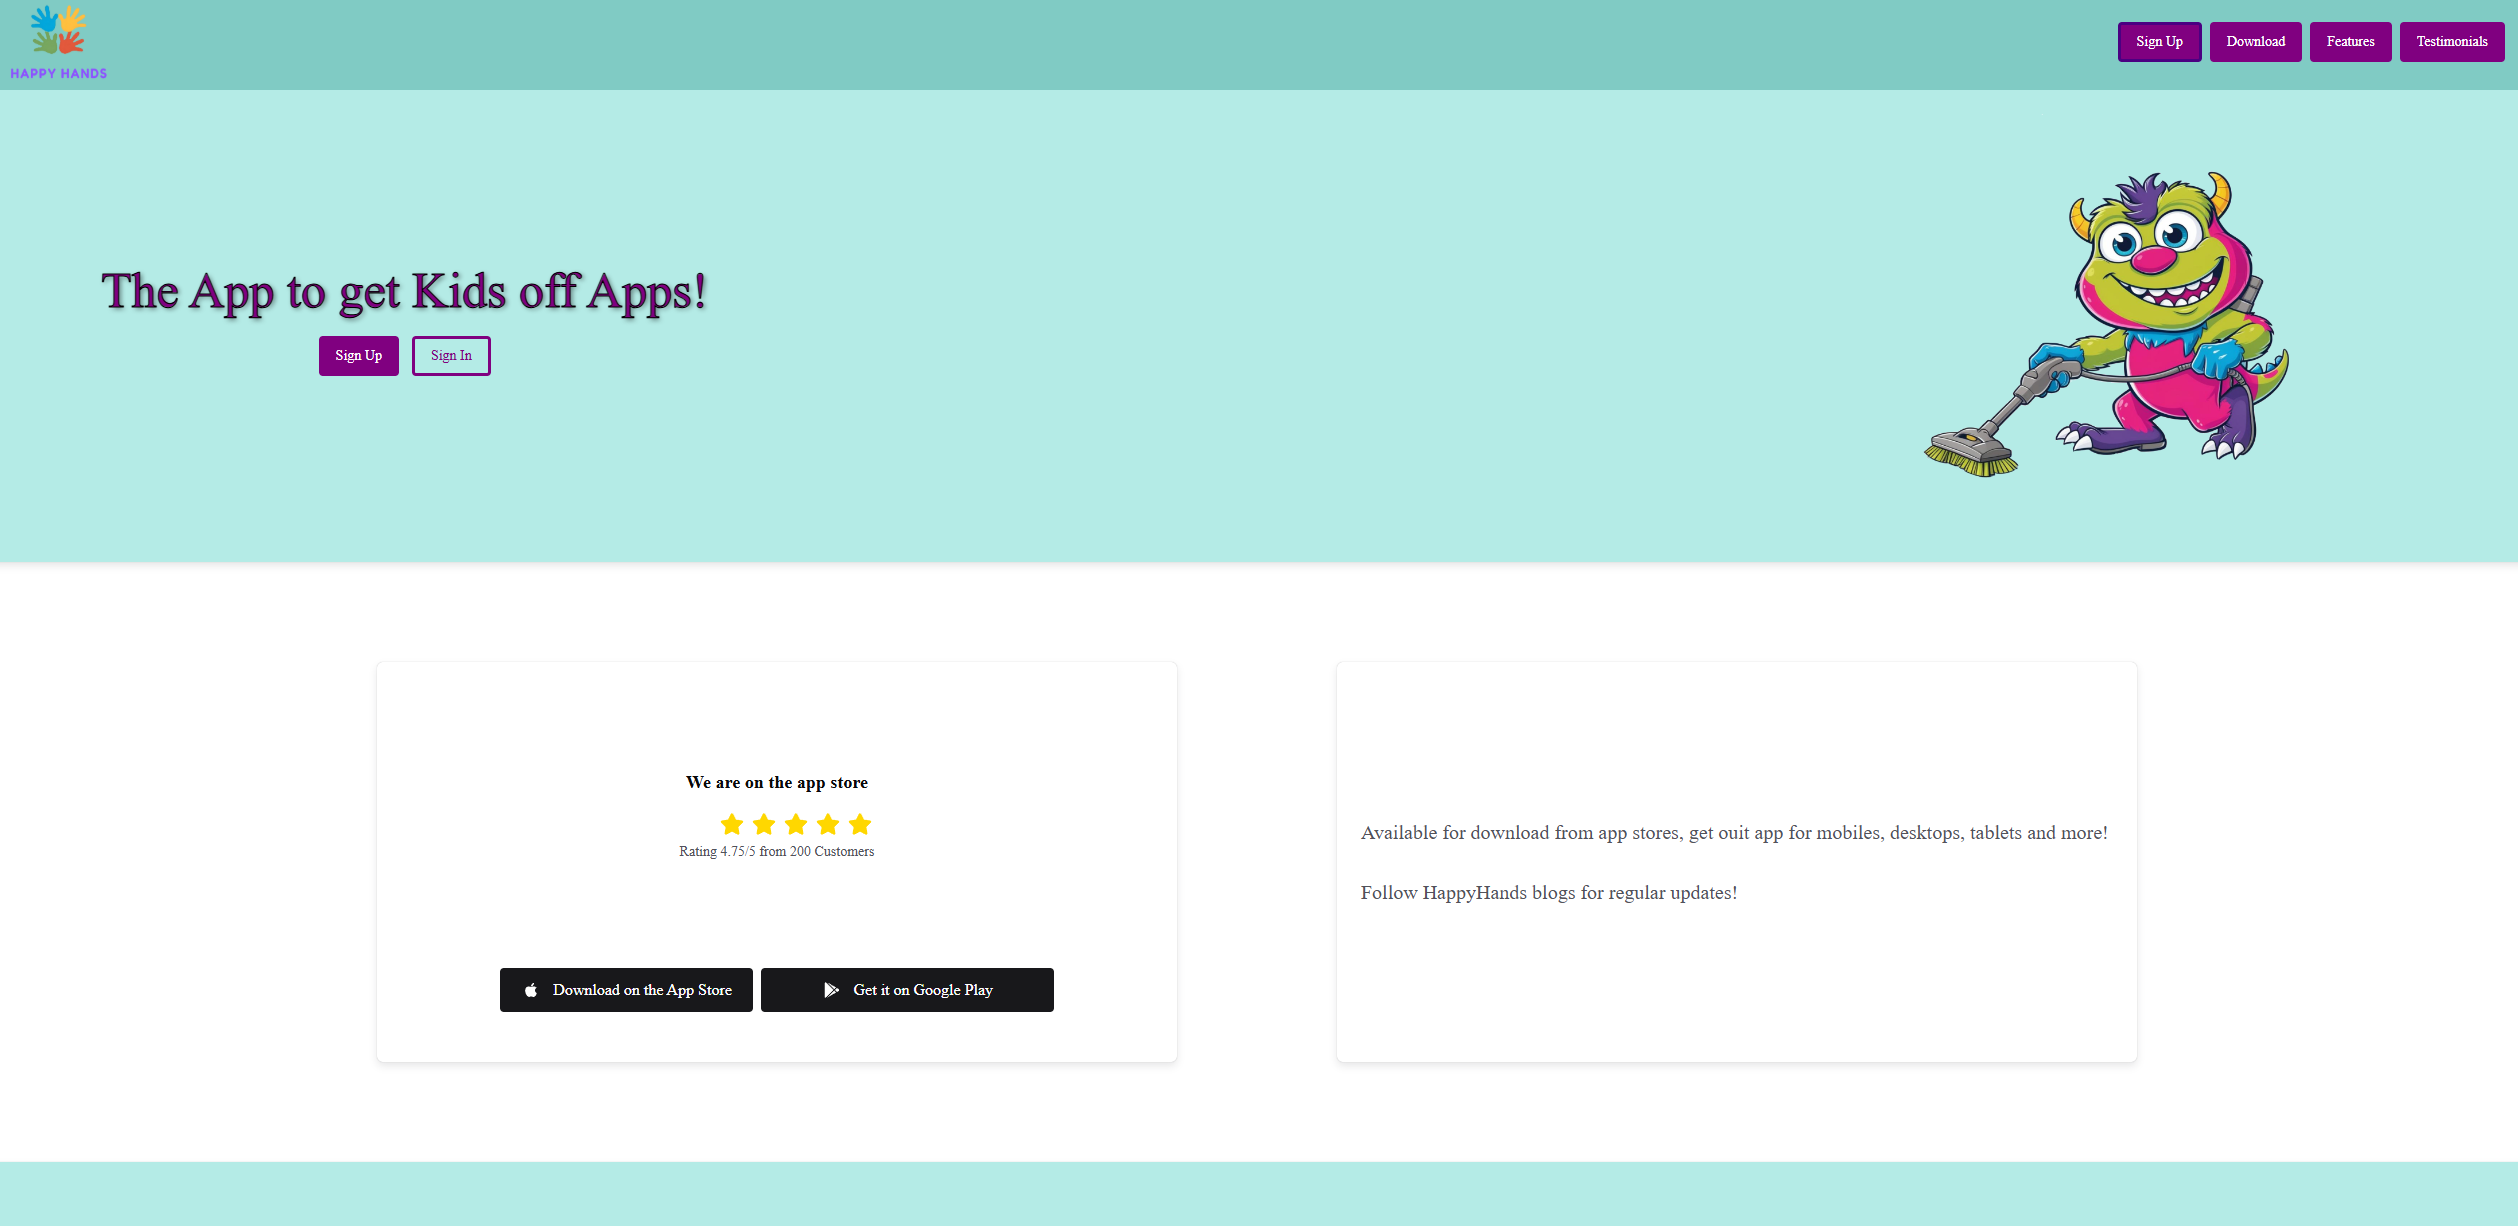 HAPPY HANDS
Sign Up
Download
Features
Testimonials
The App to get Kids off Apps!
Sign Up
Sign In
We are on the app store
Rating 4.75/5 from 200 Customers
Download on the App Store
Get it on Google Play
Available for download from app stores, get ouit app for mobiles, desktops, tablets and more!
Follow HappyHands blogs for regular updates!